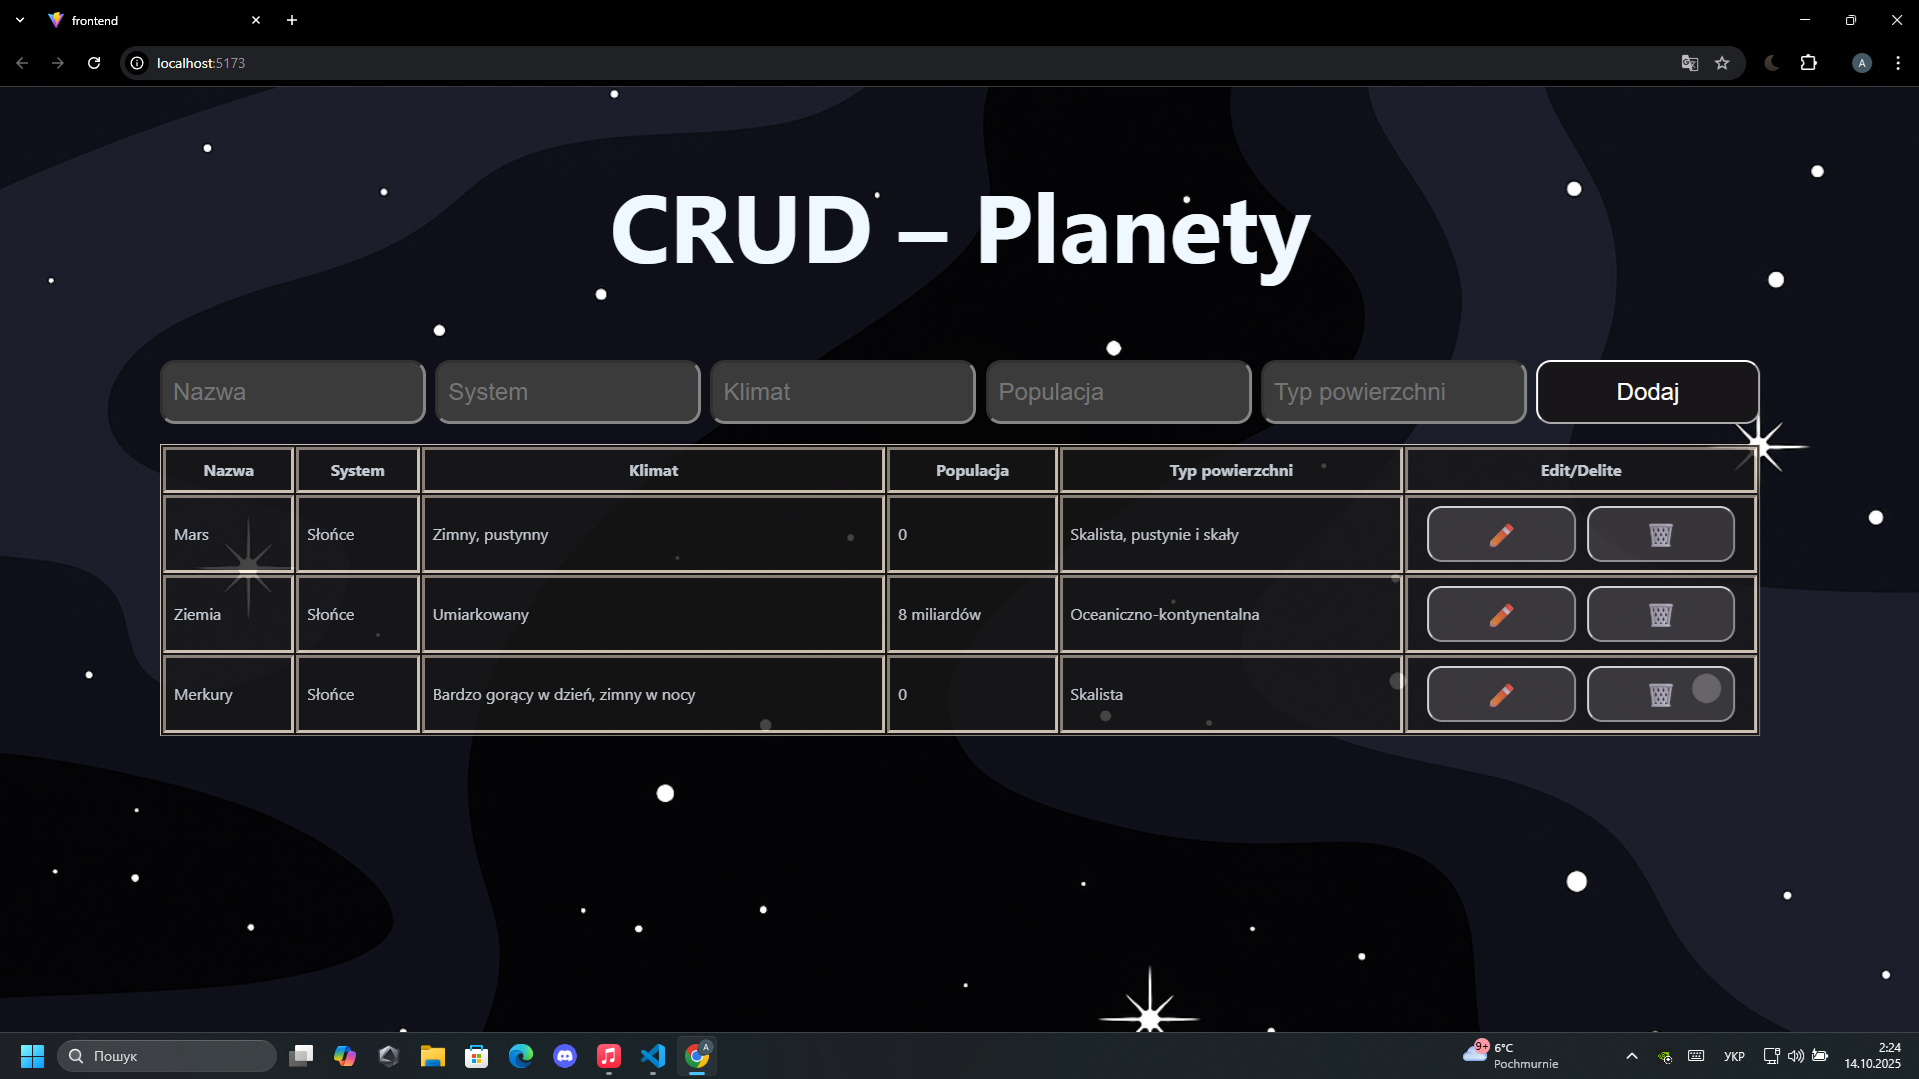 frontend
localhost:5173
A
CRUD – Planety
Nazwa System Klimat Populacja Typ powierzchni Dodaj
Nazwa System Klimat Populacja Typ powierzchni Edit/Delite
Mars Słońce Zimny, pustynny 0 Skalista, pustynie i skały
Ziemia Słońce Umiarkowany 8 miliardów Oceaniczno-kontynentalna
Merkury Słońce Bardzo gorący w dzień, zimny w nocy 0 Skalista
Пошук
A
9+
6°C
Pochmurnie
УКР
2:24
14.10.2025